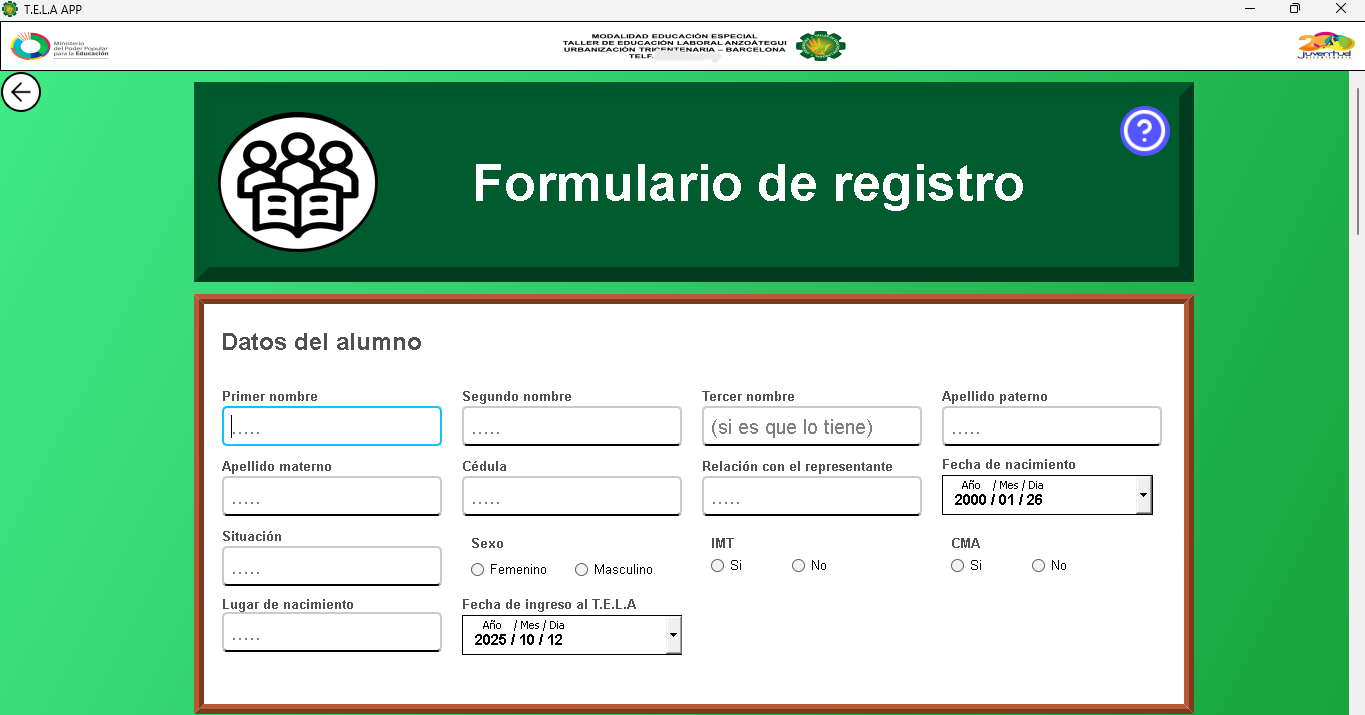 T.E.L.A APP
Ministerio
del Poder Popular
para la Educación
MODALIDAD EDUCACIÓN ESPECIAL
TALLER DE EDUCACIÓN LABORAL ANZOÁTEGUI
URBANIZACIÓN TRICENTENARIA – BARCELONA
TELF.
200
juventud
?
Formulario de registro
Datos del alumno
Primer nombre Segundo nombre Tercer nombre Apellido paterno
..... ..... (si es que lo tiene) .....
Apellido materno Cédula Relación con el representante Fecha de nacimiento
..... ..... ..... Año / Mes / Dia
2000 / 01 / 26
Situación Sexo IMT CMA
..... Femenino Masculino Si No Si No
Lugar de nacimiento Fecha de ingreso al T.E.L.A
..... Año / Mes / Dia
2025 / 10 / 12